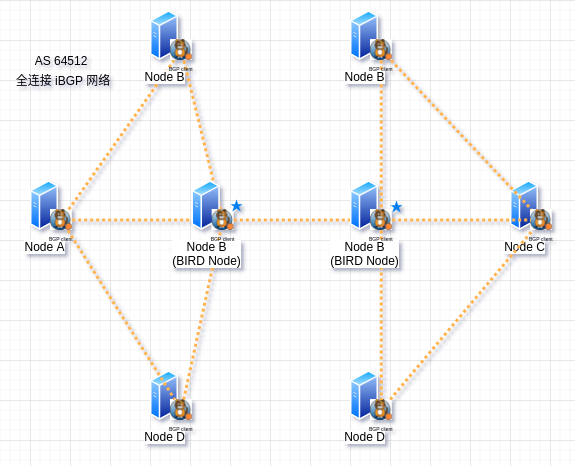 AS 64512
全连接 iBGP 网络
BGP client
Node B
BGP client
Node B
BGP client
Node A
BGP client
Node B
(BIRD Node)
BGP client
Node B
(BIRD Node)
BGP client
Node C
BGP client
Node D
BGP client
Node D